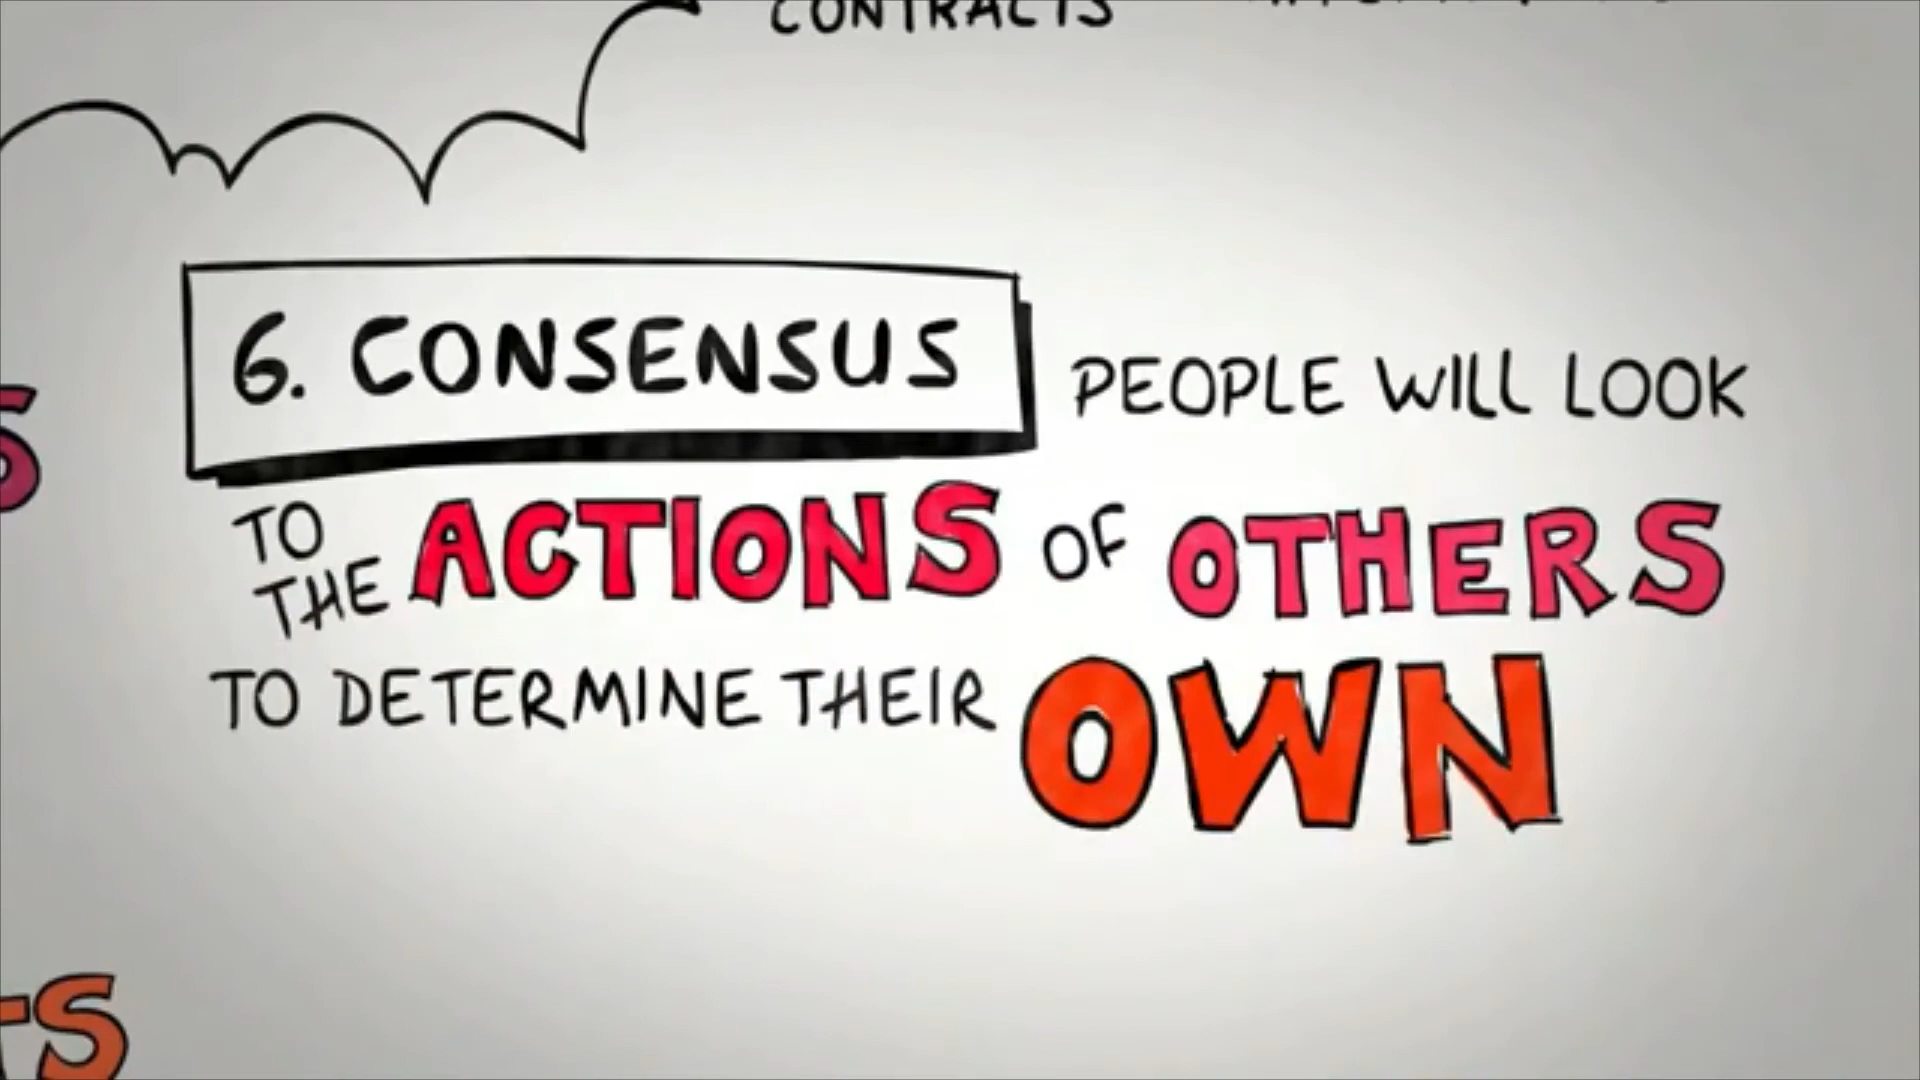 CONTRACTS
6. CONSENSUS PEOPLE WILL LOOK
TO THE ACTIONS OF OTHERS
TO DETERMINE THEIR OWN